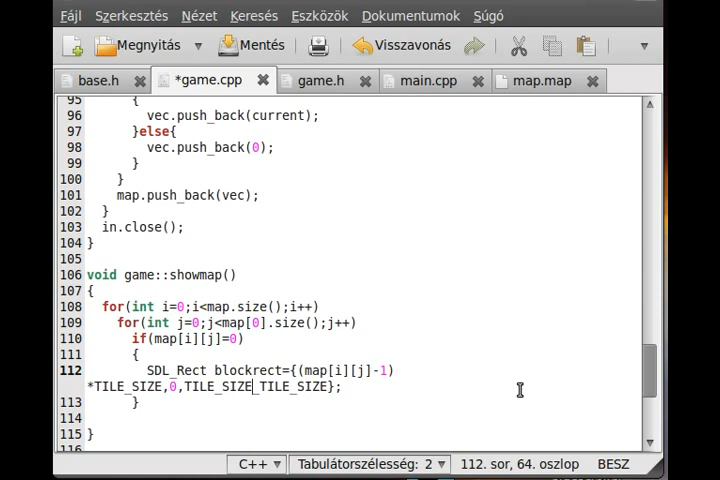 Fájl Szerkesztés Nézet Keresés Eszközök Dokumentumok Súgó
Megnyitás Mentés Visszavonás
base.h *game.cpp game.h main.cpp map.map
95 {
96 vec.push_back(current);
97 }else{
98 vec.push_back(0);
99 }
100 }
101 map.push_back(vec);
102 }
103 in.close();
104 }
105
106 void game::showmap()
107 {
108 for(int i=0;i<map.size();i++)
109 for(int j=0;j<map[0].size();j++)
110 if(map[i][j]=0)
111 {
112 SDL_Rect blockrect={(map[i][j]-1)
*TILE_SIZE,0,TILE_SIZE_TILE_SIZE};
113 }
114
115 }
116
C++ Tabulátorszélesség: 2 112. sor, 64. oszlop BESZ